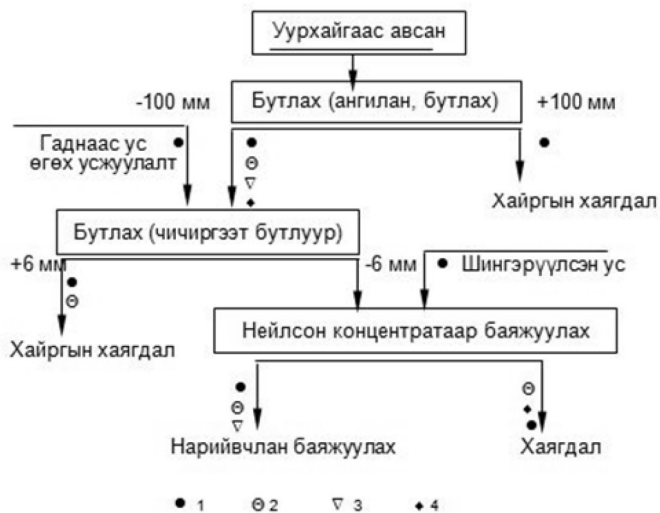 Уурхайгаас авсан
-100 мм
Бутлах (ангилан, бутлах)
+100 мм
Гаднаас ус
өгөх усжуулалт
Хайргын хаягдал
Бутлах (чичиргээт бутлуур)
+6 мм
-6 мм
Шингэрүүлсэн ус
Нейлсон концентратаар баяжуулах
Хайргын хаягдал
Нарийвчлан баяжуулах
Хаягдал
● 1 Θ 2 ▽ 3 ◆ 4